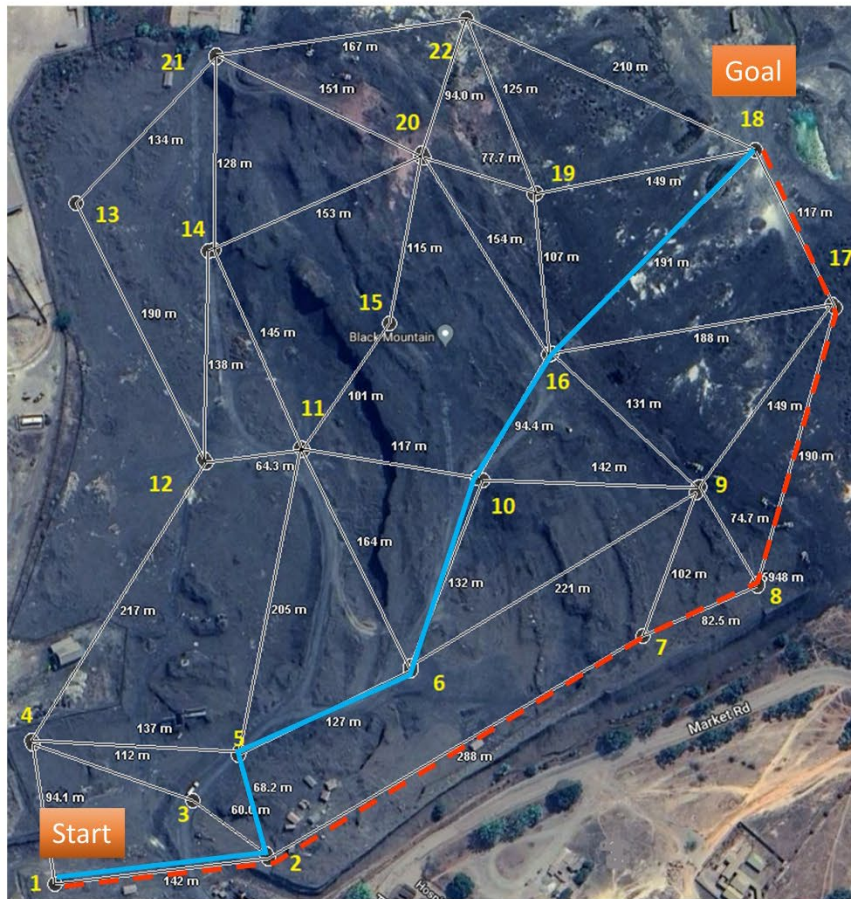 167 m
21
22
210 m
Goal
151 m
94.0 m
125 m
134 m
20
18
128 m
77.7 m
19
149 m
117 m
13
14
153 m
154 m
107 m
17
115 m
191 m
15
Black Mountain
190 m
145 m
188 m
138 m
16
101 m
131 m
149 m
11
94.4 m
117 m
190 m
64.3 m
142 m
12
10
9
74.7 m
164 m
102 m
132 m
221 m
8
205 m
82.5 m
217 m
7
6
4
Market Rd
127 m
137 m
5
112 m
288 m
68.2 m
94.1 m
3
Start
2
1
142 m